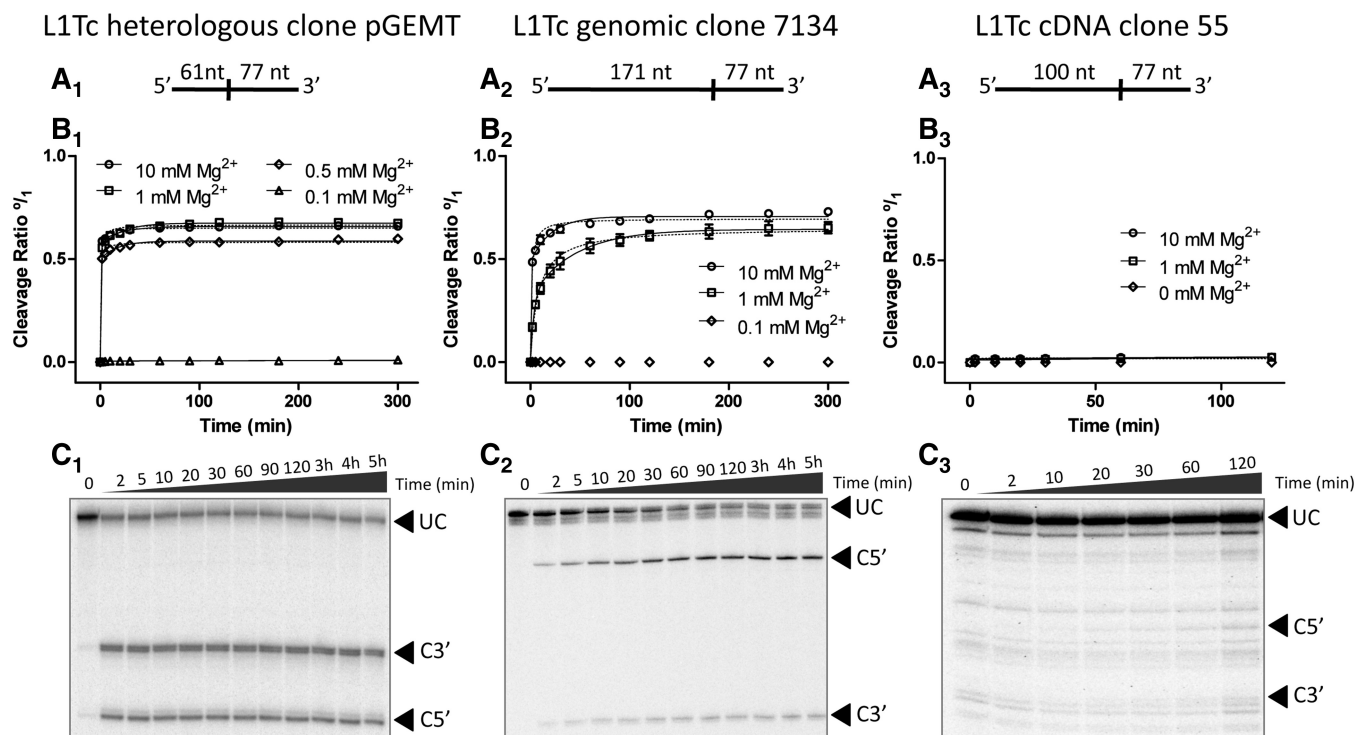 L1Tc heterologous clone pGEMT
L1Tc genomic clone 7134
L1Tc cDNA clone 55
A1
5’ 61nt 77 nt 3’
A2
5’ 171 nt 77 nt 3’
A3
5’ 100 nt 77 nt 3’
B1
Cleavage Ratio º/1
1.0
0.5
0.0
10 mM Mg2+
1 mM Mg2+
0.5 mM Mg2+
0.1 mM Mg2+
0 100 200 300
Time (min)
B2
Cleavage Ratio º/1
1.0
0.5
0.0
10 mM Mg2+
1 mM Mg2+
0.1 mM Mg2+
0 100 200 300
Time (min)
B3
Cleavage Ratio º/1
1.0
0.5
0.0
10 mM Mg2+
1 mM Mg2+
0 mM Mg2+
0 50 100
Time (min)
C1
0 2 5 10 20 30 60 90 120 3h 4h 5h
Time (min)
UC
C3’
C5’
C2
0 2 5 10 20 30 60 90 120 3h 4h 5h
Time (min)
UC
C5’
C3’
C3
0 2 10 20 30 60 120
Time (min)
UC
C5’
C3’